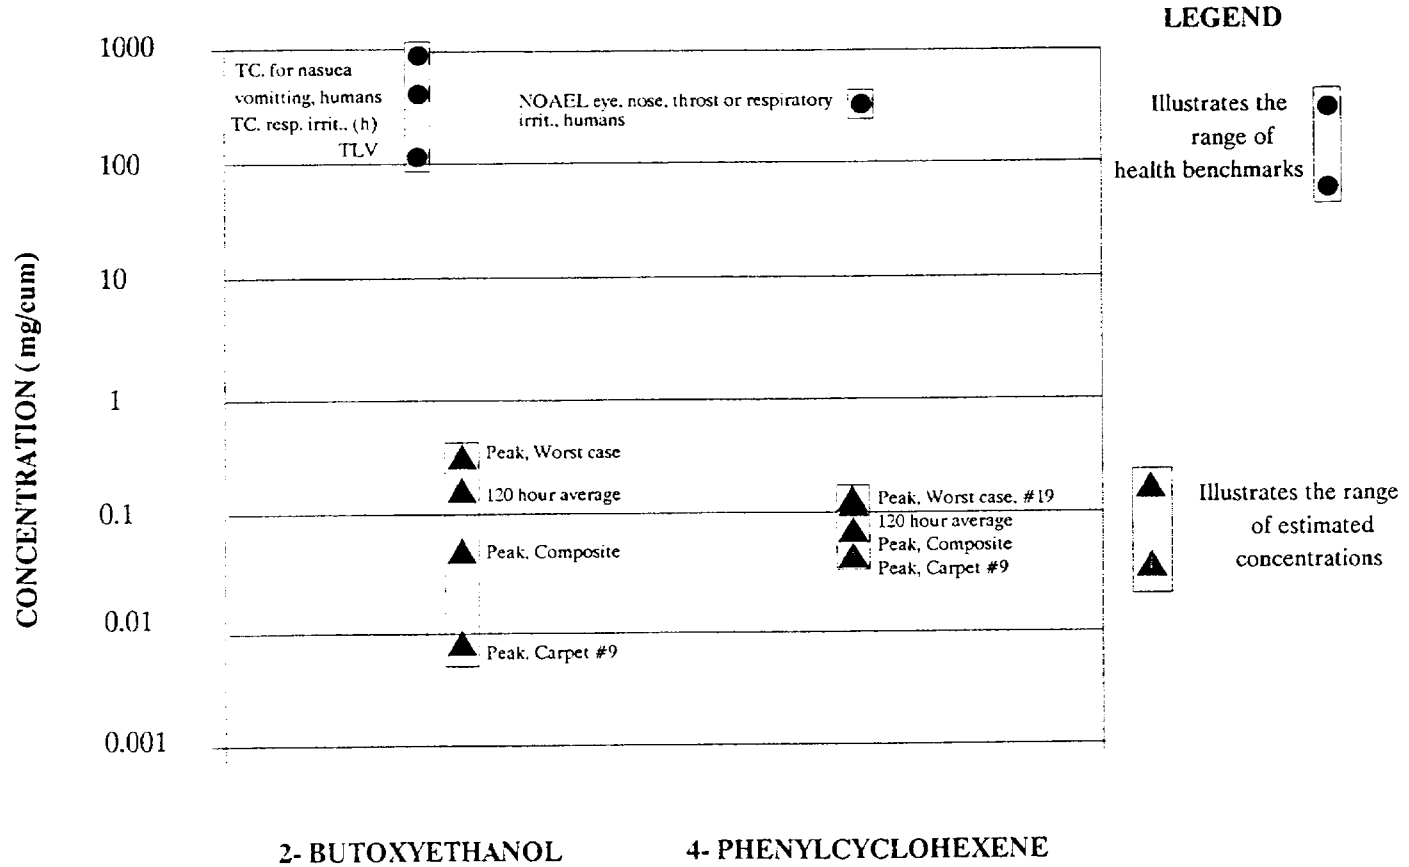 LEGEND
1000
TC. for nasuea
vomitting, humans
TC. resp. irrit., (h)
TLV
NOAEL eye, nose, throst or respiratory
irrit., humans
Illustrates the
range of
health benchmarks
100
10
1
CONCENTRATION ( mg/cum)
Peak, Worst case
120 hour average
0.1
Peak, Composite
0.01
Peak, Carpet #9
0.001
Peak, Worst case, #19
120 hour average
Peak, Composite
Peak, Carpet #9
Illustrates the range
of estimated
concentrations
2- BUTOXYETHANOL
4- PHENYLCYCLOHEXENE